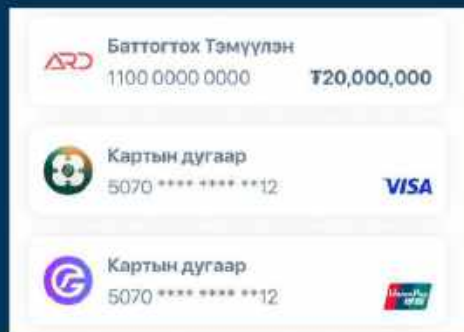 ARD
Баттогтох Тэмүүлэн
1100 0000 0000 ₮20,000,000
Картын дугаар
5070 **** **** **12 VISA
Картын дугаар
5070 **** **** **12 UnionPay